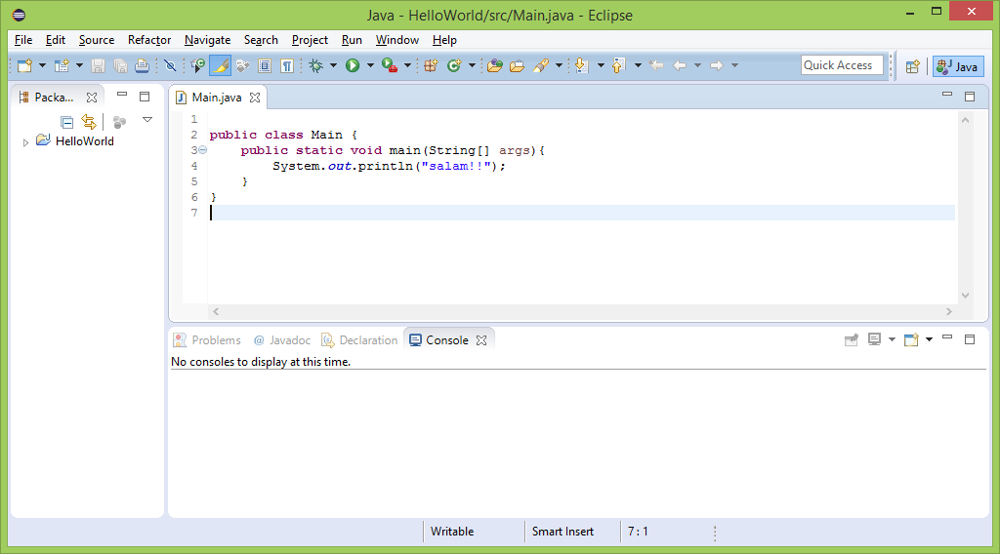 Java - HelloWorld/src/Main.java - Eclipse
File Edit Source Refactor Navigate Search Project Run Window Help
Quick Access
Java
Packa...
HelloWorld
Main.java
1
2 public class Main {
3 public static void main(String[] args){
4 System.out.println("salam!!");
5 }
6 }
7
Problems @ Javadoc Declaration Console
No consoles to display at this time.
Writable Smart Insert 7 : 1